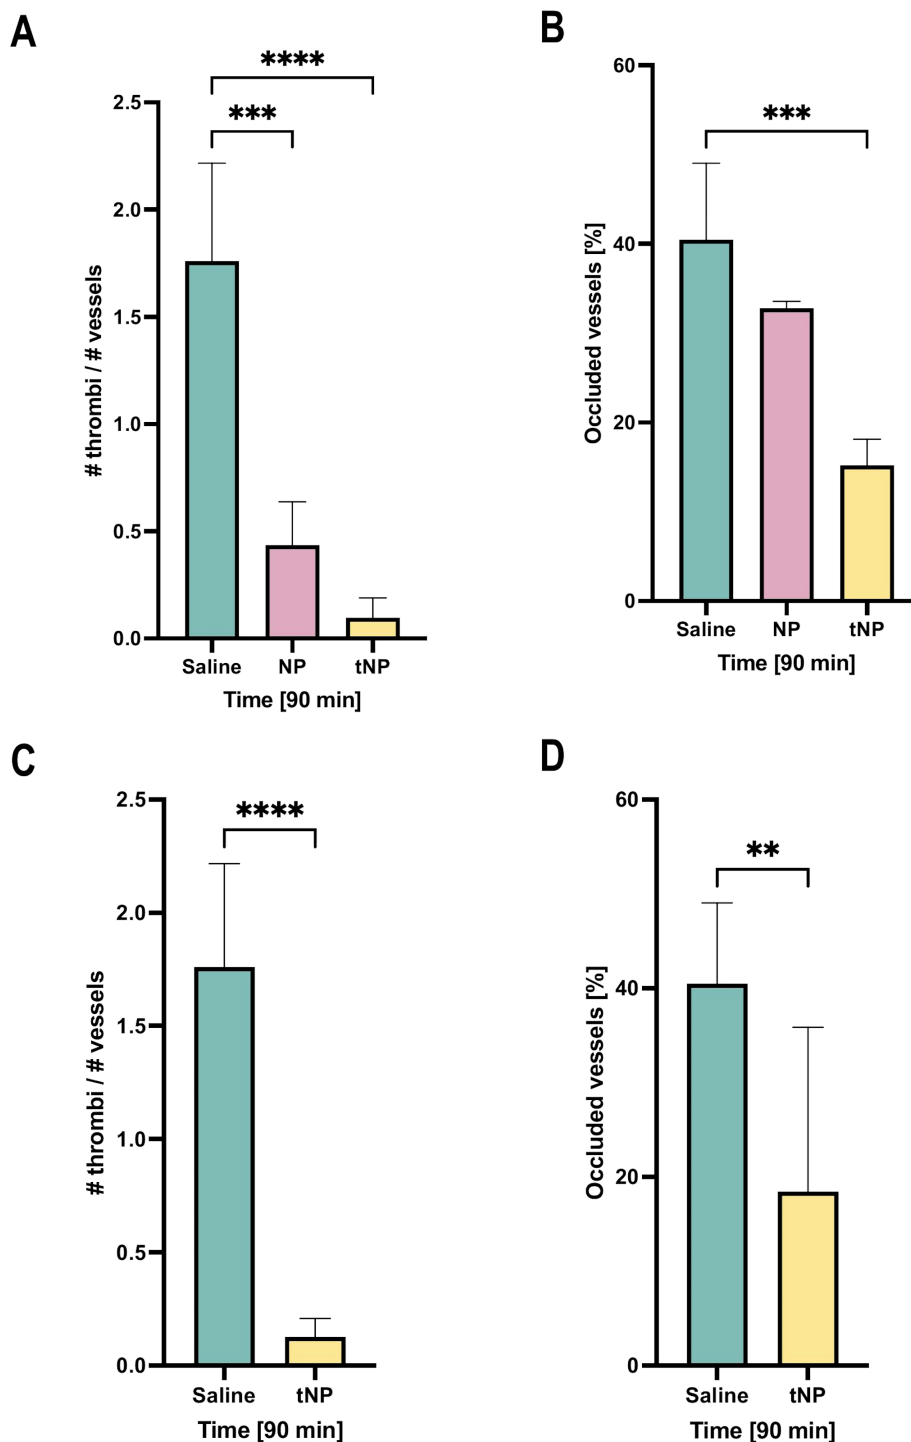 A
****
***
2.5
2.0
1.5
1.0
0.5
0.0
# thrombi / # vessels
Saline NP tNP
Time [90 min]
B
***
60
40
20
0
Occluded vessels [%]
Saline NP tNP
Time [90 min]
C
****
2.5
2.0
1.5
1.0
0.5
0.0
# thrombi / # vessels
Saline tNP
Time [90 min]
D
**
60
40
20
0
Occluded vessels [%]
Saline tNP
Time [90 min]